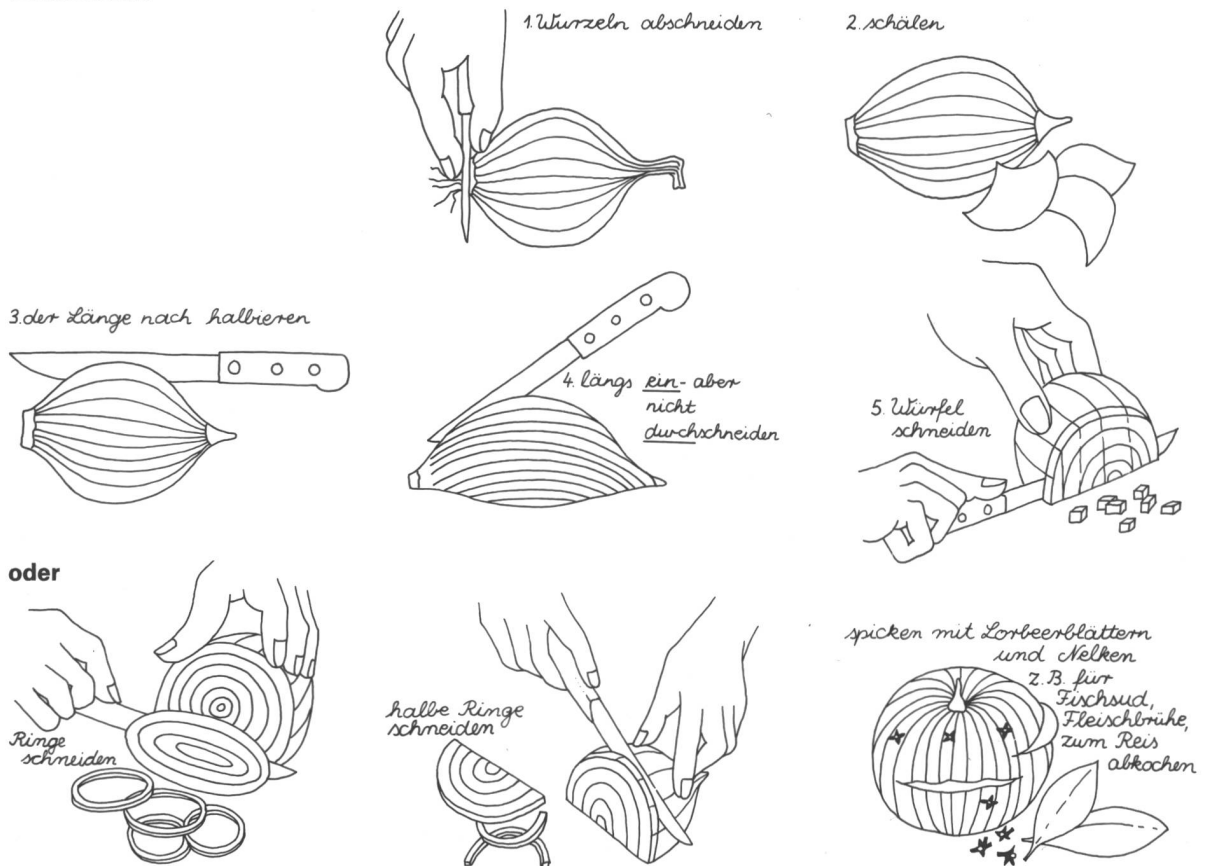 1. Wurzeln abschneiden
2. schälen
3. der Länge nach halbieren
4. längs ein- aber
nicht
durchschneiden
5. Würfel
schneiden
oder
Ringe
schneiden
halbe Ringe
schneiden
spicken mit Lorbeerblättern
und Nelken
z. B. für
Fischsud,
Fleischbrühe,
zum Reis
abkochen